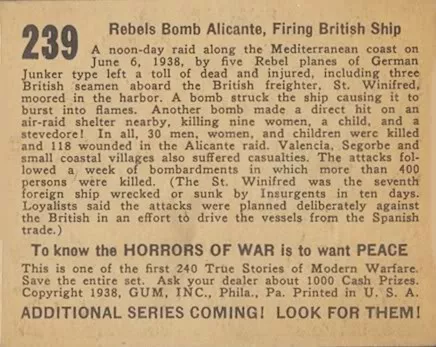 239
Rebels Bomb Alicante, Firing British Ship
A noon-day raid along the Mediterranean coast on
June 6, 1938, by five Rebel planes of German
Junker type left a toll of dead and injured, including three
British seamen aboard the British freighter, St. Winifred,
moored in the harbor. A bomb struck the ship causing it to
burst into flames. Another bomb made a direct hit on an
air-raid shelter nearby, killing nine women, a child, and a
stevedore! In all, 30 men, women, and children were killed
and 118 wounded in the Alicante raid. Valencia, Segorbe and
small coastal villages also suffered casualties. The attacks fol-
lowed a week of bombardments in which more than 400
persons were killed. (The St. Winifred was the seventh
foreign ship wrecked or sunk by Insurgents in ten days.
Loyalists said the attacks were planned deliberately against
the British in an effort to drive the vessels from the Spanish
trade.)
To know the HORRORS OF WAR is to want PEACE
This is one of the first 240 True Stories of Modern Warfare.
Save the entire set. Ask your dealer about 1000 Cash Prizes.
Copyright 1938, GUM, INC., Phila., Pa. Printed in U. S. A.
ADDITIONAL SERIES COMING! LOOK FOR THEM!